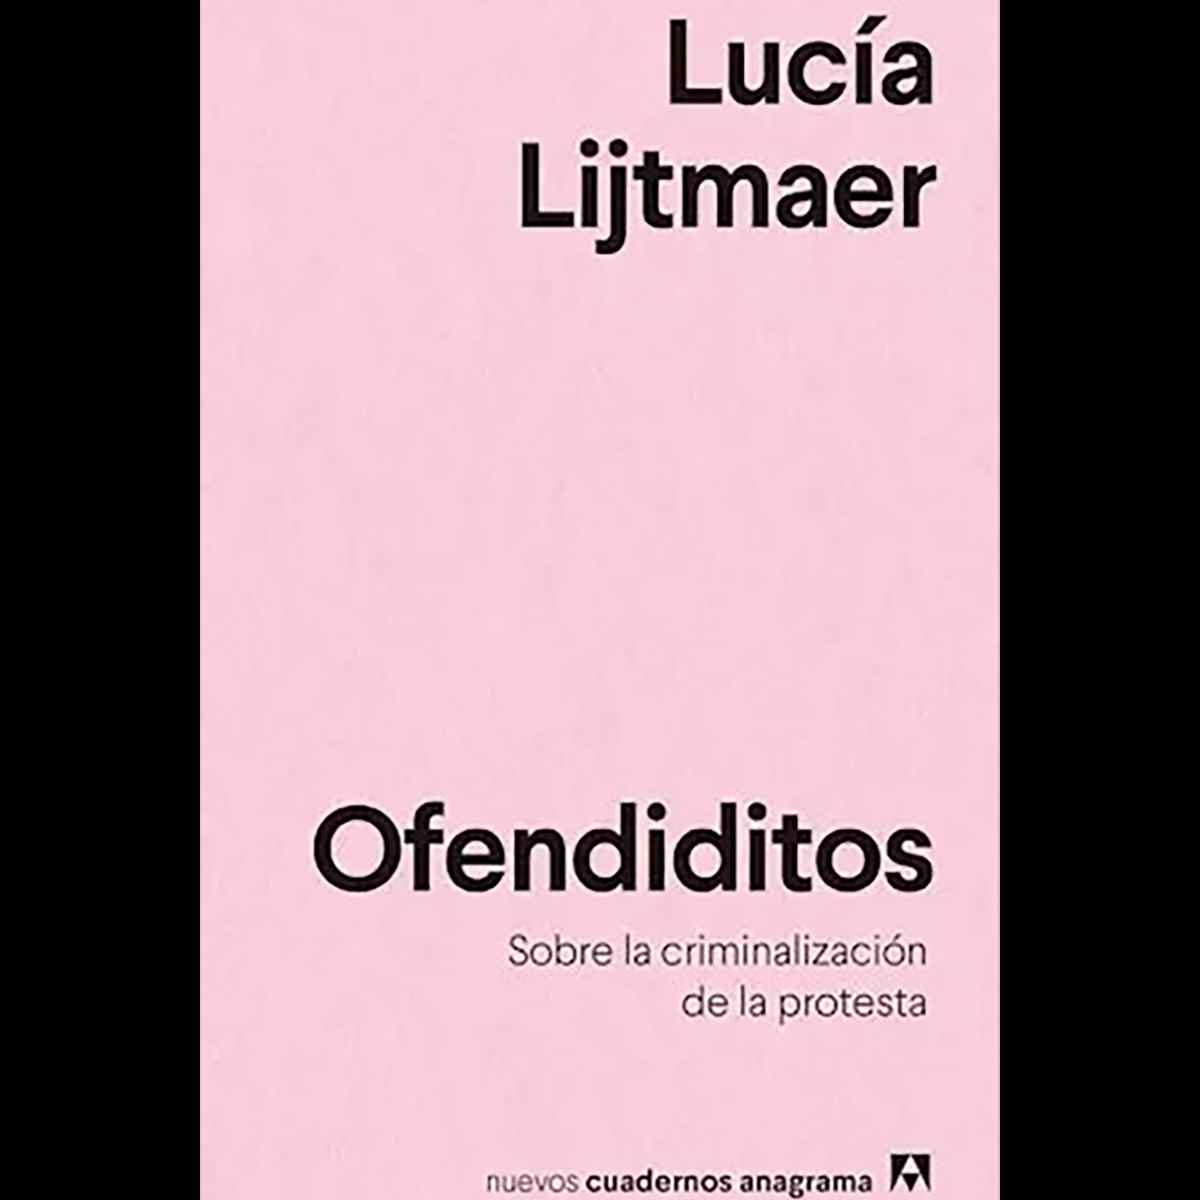 Lucía
Lijtmaer
Ofendiditos
Sobre la criminalización
de la protesta
nuevos cuadernos anagrama